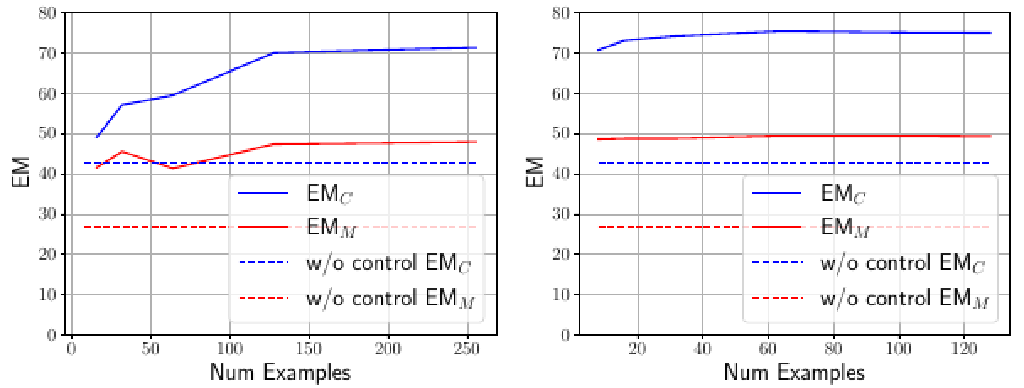 80
70
60
50
40
30
20
10
0
EM
0 50 100 150 200 250
Num Examples
EM_C
EM_M
w/o control EM_C
w/o control EM_M
80
70
60
50
40
30
20
10
0
EM
20 40 60 80 100 120
Num Examples
EM_C
EM_M
w/o control EM_C
w/o control EM_M